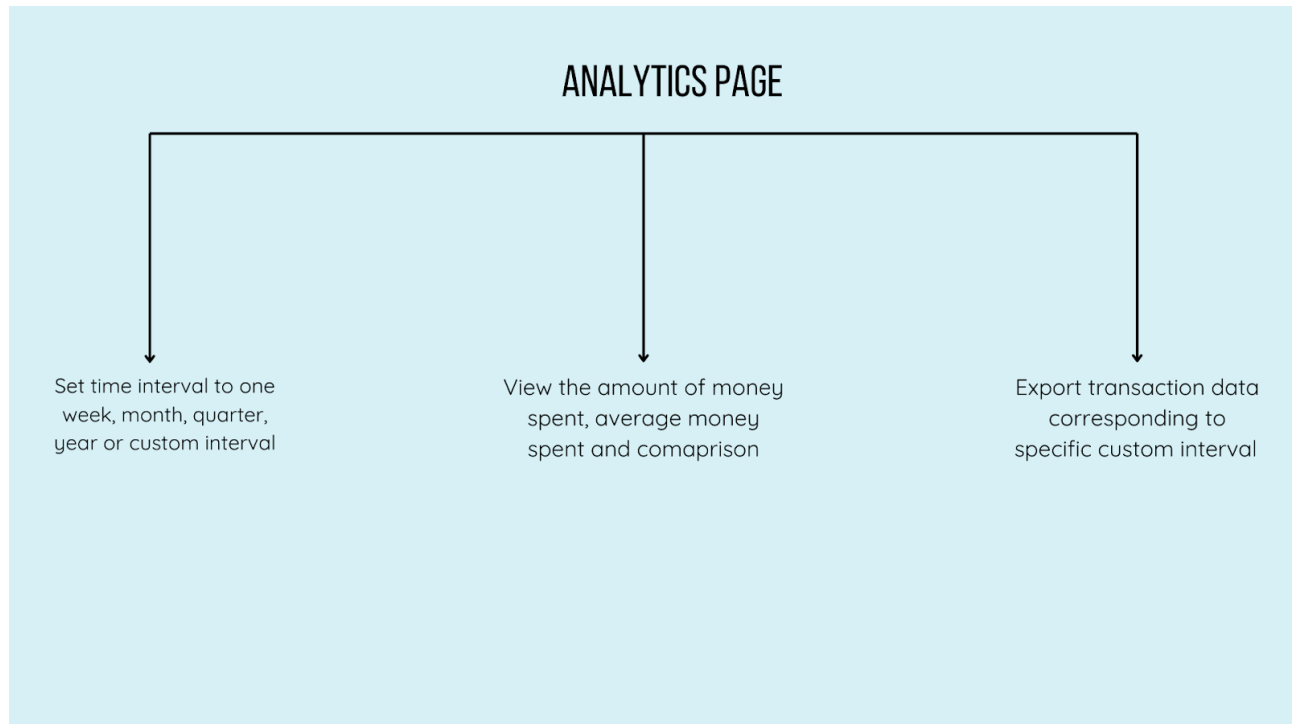 ANALYTICS PAGE
Set time interval to one
week, month, quarter,
year or custom interval
View the amount of money
spent, average money
spent and comaprison
Export transaction data
corresponding to
specific custom interval